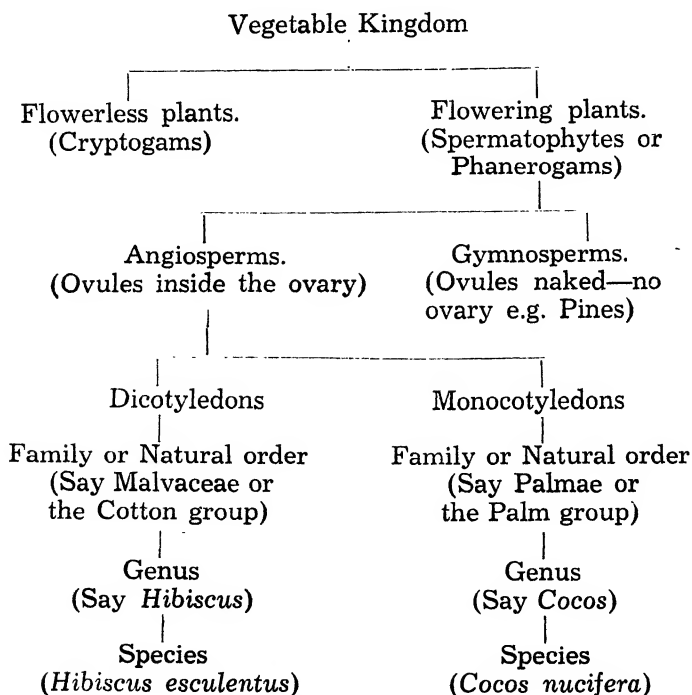 Vegetable Kingdom
Flowerless plants.
(Cryptogams)
Flowering plants.
(Spermatophytes or
Phanerogams)
Angiosperms.
(Ovules inside the ovary)
Gymnosperms.
(Ovules naked—no
ovary e.g. Pines)
Dicotyledons
Monocotyledons
Family or Natural order
(Say Malvaceae or
the Cotton group)
Family or Natural order
(Say Palmae or
the Palm group)
Genus
(Say Hibiscus)
Genus
(Say Cocos)
Species
(Hibiscus esculentus)
Species
(Cocos nucifera)